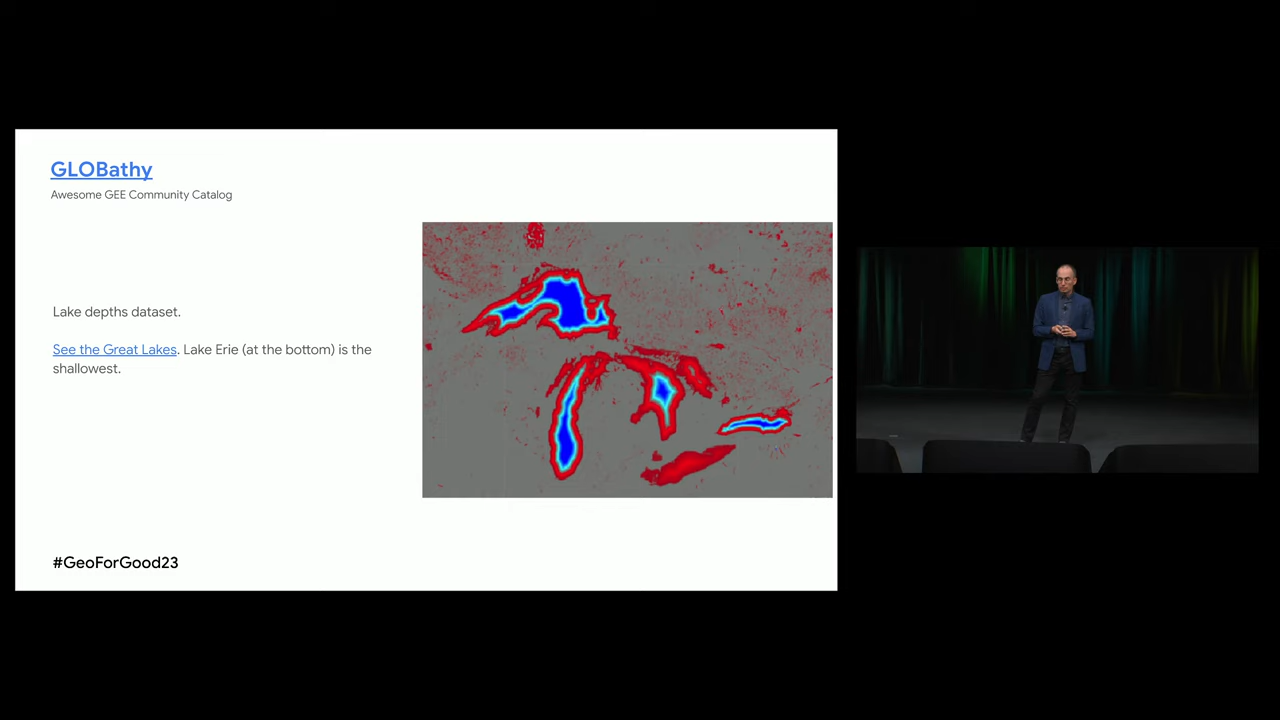 GLOBathy
Awesome GEE Community Catalog
Lake depths dataset.
See the Great Lakes. Lake Erie (at the bottom) is the
shallowest.
#GeoForGood23